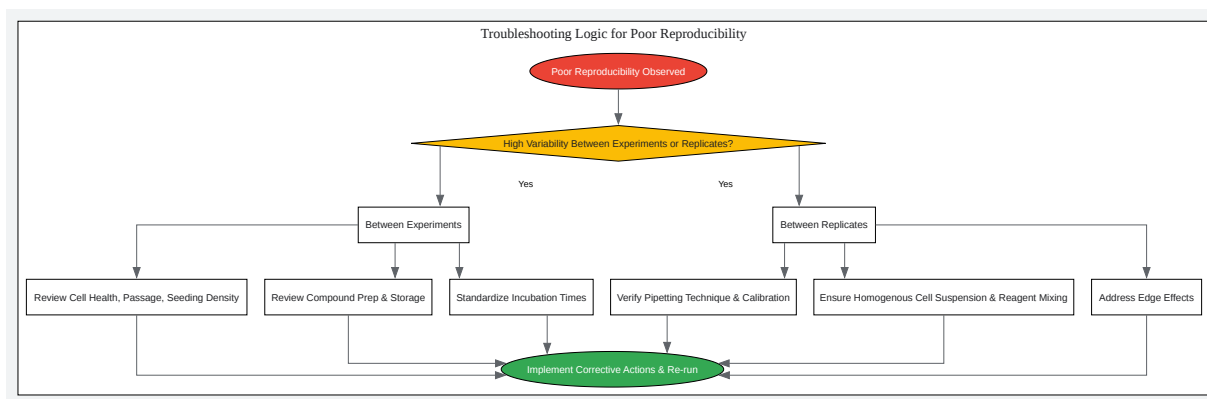 Troubleshooting Logic for Poor Reproducibility
Poor Reproducibility Observed
High Variability Between Experiments or Replicates?
Yes
Yes
Between Experiments
Between Replicates
Review Cell Health, Passage, Seeding Density
Review Compound Prep & Storage
Standardize Incubation Times
Verify Pipetting Technique & Calibration
Ensure Homogenous Cell Suspension & Reagent Mixing
Address Edge Effects
Implement Corrective Actions & Re-run